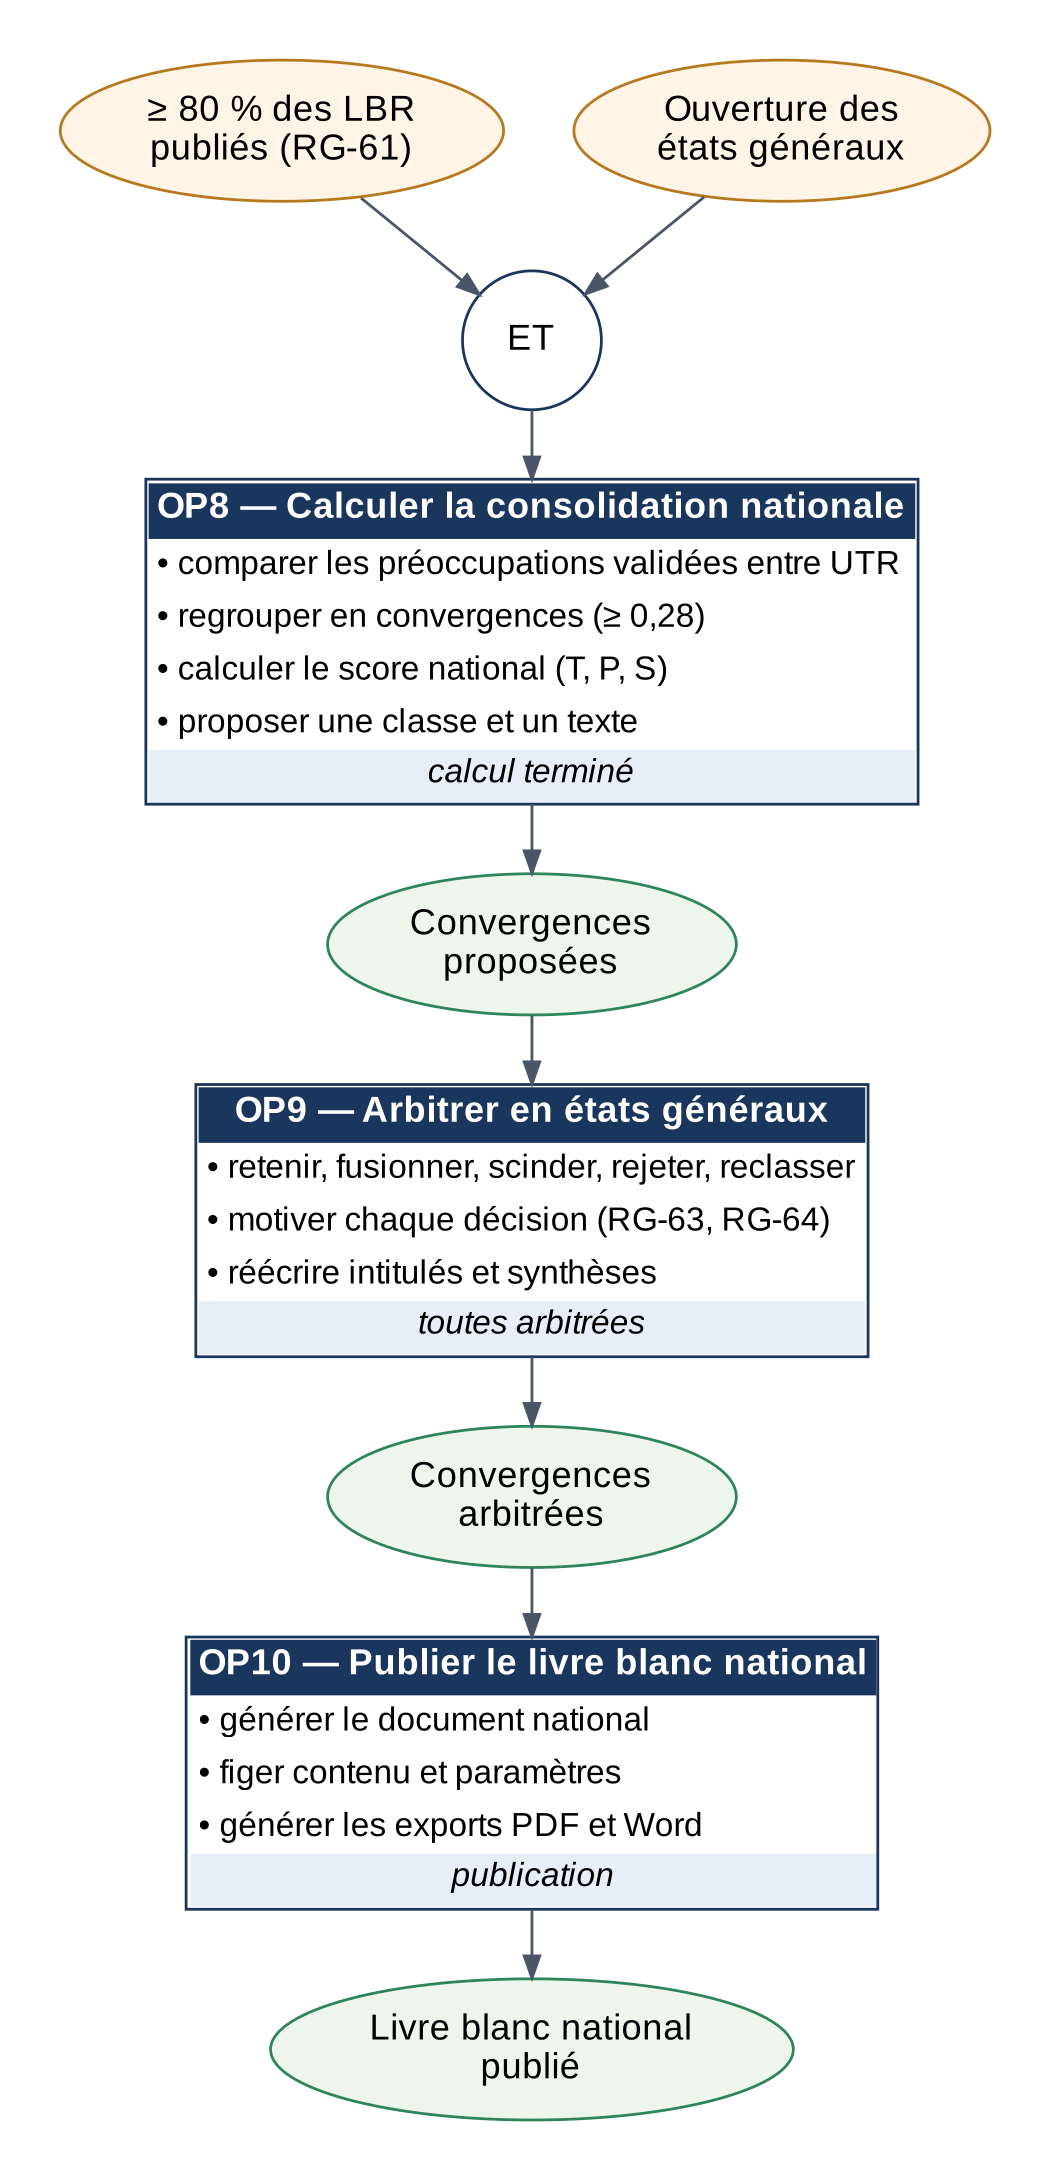 ≥ 80 % des LBR
publiés (RG-61)
Ouverture des
états généraux
ET
OP8 — Calculer la consolidation nationale
• comparer les préoccupations validées entre UTR
• regrouper en convergences (≥ 0,28)
• calculer le score national (T, P, S)
• proposer une classe et un texte
calcul terminé
Convergences
proposées
OP9 — Arbitrer en états généraux
• retenir, fusionner, scinder, rejeter, reclasser
• motiver chaque décision (RG-63, RG-64)
• réécrire intitulés et synthèses
toutes arbitrées
Convergences
arbitrées
OP10 — Publier le livre blanc national
• générer le document national
• figer contenu et paramètres
• générer les exports PDF et Word
publication
Livre blanc national
publié